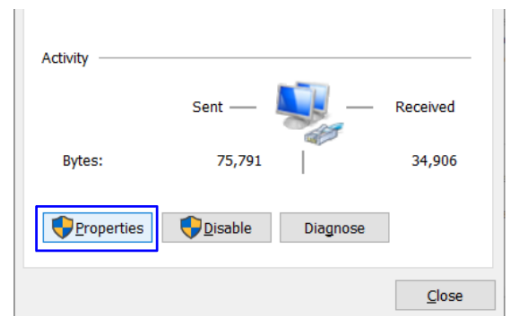 Activity
Sent
Received
Bytes:
75,791
34,906
Properties
Disable
Diagnose
Close